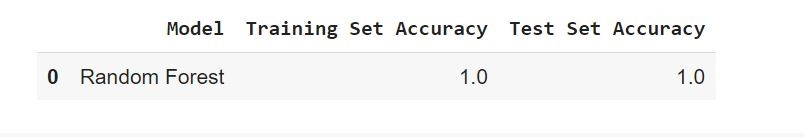 Model Training Set Accuracy Test Set Accuracy
0 Random Forest 1.0 1.0